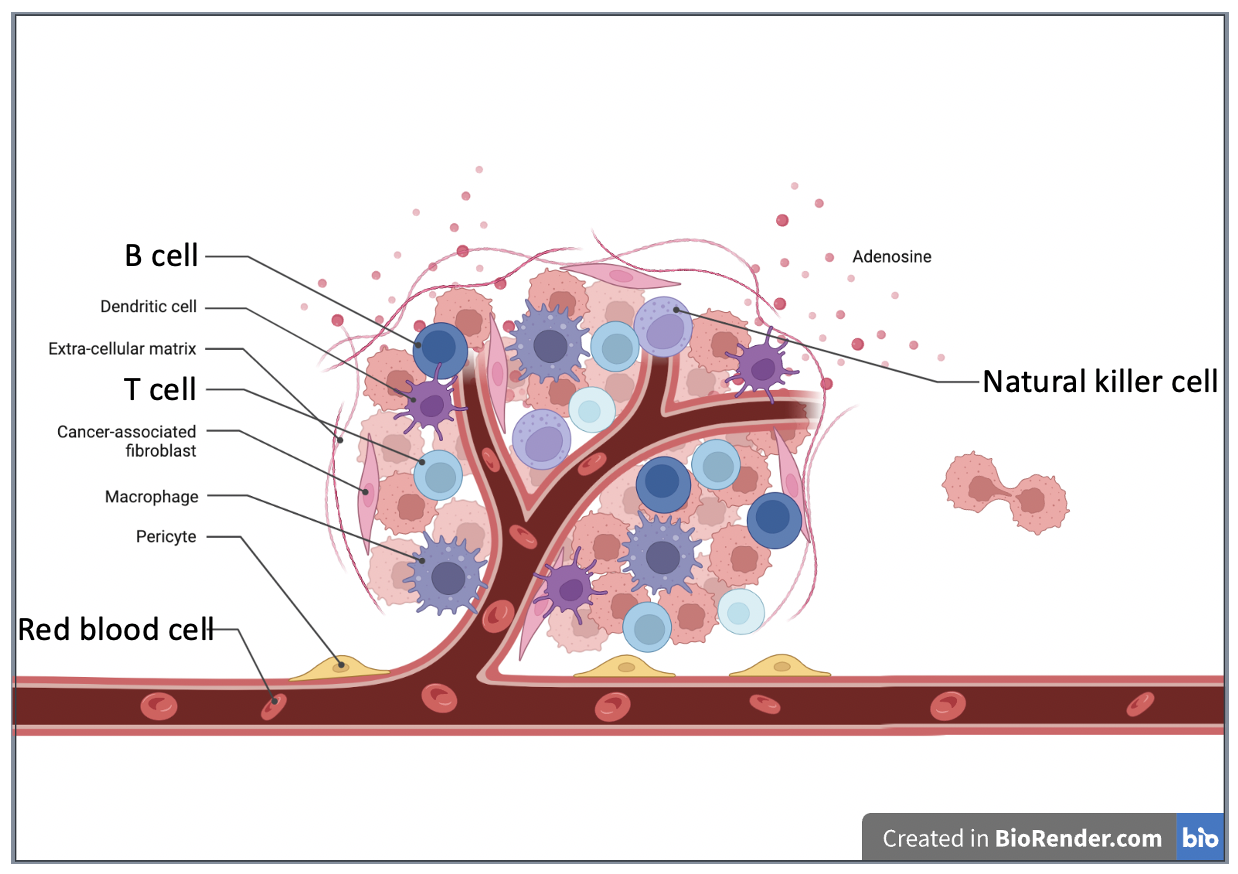 B cell
Dendritic cell
Adenosine
Extra-cellular matrix
T cell
Natural killer cell
Cancer-associated
fibroblast
Macrophage
Pericyte
Red blood cell
Created in BioRender.com bio